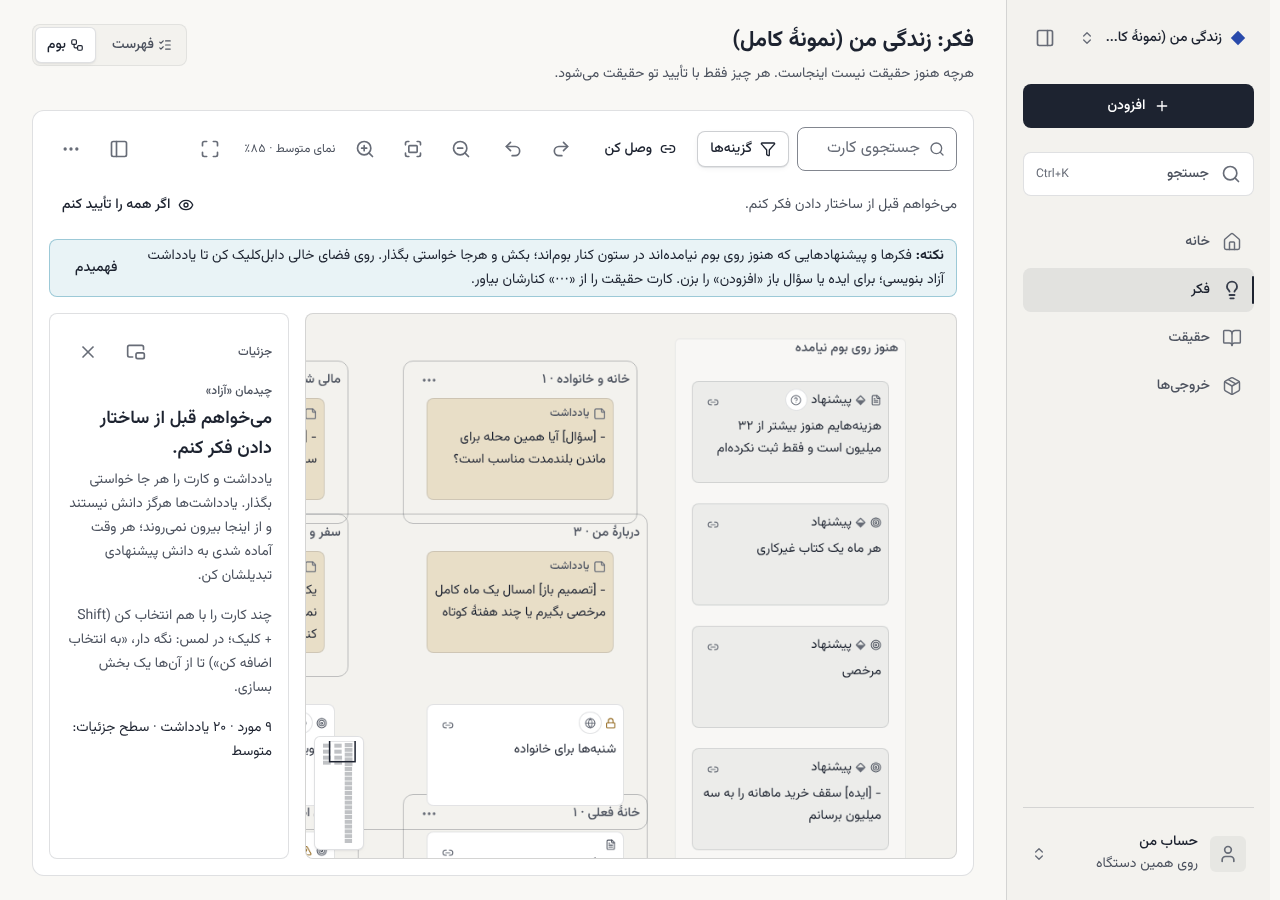 زندگی من (نمونهٔ کا...
افزودن
جستجو
Ctrl+K
خانه
فکر
حقیقت
خروجی‌ها
حساب من
روی همین دستگاه
فکر: زندگی من (نمونهٔ کامل)
هرچه هنوز حقیقت نیست اینجاست. هر چیز فقط با تأیید تو حقیقت می‌شود.
فهرست
بوم
جستجوی کارت
گزینه‌ها
وصل کن
نمای متوسط · ۸۵٪
می‌خواهم قبل از ساختار دادن فکر کنم.
اگر همه را تأیید کنم
نکته: فکرها و پیشنهادهایی که هنوز روی بوم نیامده‌اند در ستون کنار بوم‌اند؛ بکش و هرجا خواستی بگذار. روی فضای خالی دابل‌کلیک کن تا یادداشت
آزاد بنویسی؛ برای ایده یا سؤال باز «افزودن» را بزن. کارت حقیقت را از «···» کنارشان بیاور.
فهمیدم
هنوز روی بوم نیامده
پیشنهاد
هزینه‌هایم هنوز بیشتر از ۳۲
میلیون است و فقط ثبت نکرده‌ام
پیشنهاد
هر ماه یک کتاب غیرکاری
پیشنهاد
مرخصی
پیشنهاد
- [ایده] سقف خرید ماهانه را به سه
میلیون برسانم
خانه و خانواده · ۱
یادداشت
- [سؤال] آیا همین محله برای
ماندن بلندمدت مناسب است؟
دربارهٔ من · ۳
یادداشت
- [تصمیم باز] امسال یک ماه کامل
مرخصی بگیرم یا چند هفتهٔ کوتاه
شنبه‌ها برای خانواده
خانهٔ فعلی · ۱
مالی ش
سفر و
یک
نم
کن
جزئیات
چیدمان «آزاد»
می‌خواهم قبل از ساختار
دادن فکر کنم.
یادداشت و کارت را هر جا خواستی
بگذار. یادداشت‌ها هرگز دانش نیستند
و از اینجا بیرون نمی‌روند؛ هر وقت
آماده شدی به دانش پیشنهادی
تبدیلشان کن.
چند کارت را با هم انتخاب کن (Shift
+ کلیک؛ در لمس: نگه دار، «به انتخاب
اضافه کن») تا از آن‌ها یک بخش
بسازی.
۹ مورد · ۲۰ یادداشت · سطح جزئیات:
متوسط